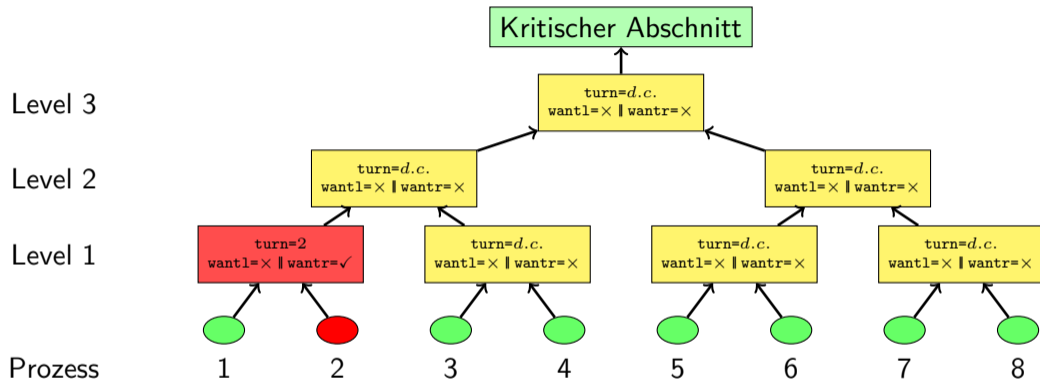 Kritischer Abschnitt
Level 3
turn=d.c.
wantl=× ∥ wantr=×
Level 2
turn=d.c.
wantl=× ∥ wantr=×
turn=d.c.
wantl=× ∥ wantr=×
Level 1
turn=2
wantl=× ∥ wantr=✓
turn=d.c.
wantl=× ∥ wantr=×
turn=d.c.
wantl=× ∥ wantr=×
turn=d.c.
wantl=× ∥ wantr=×
Prozess 1 2 3 4 5 6 7 8